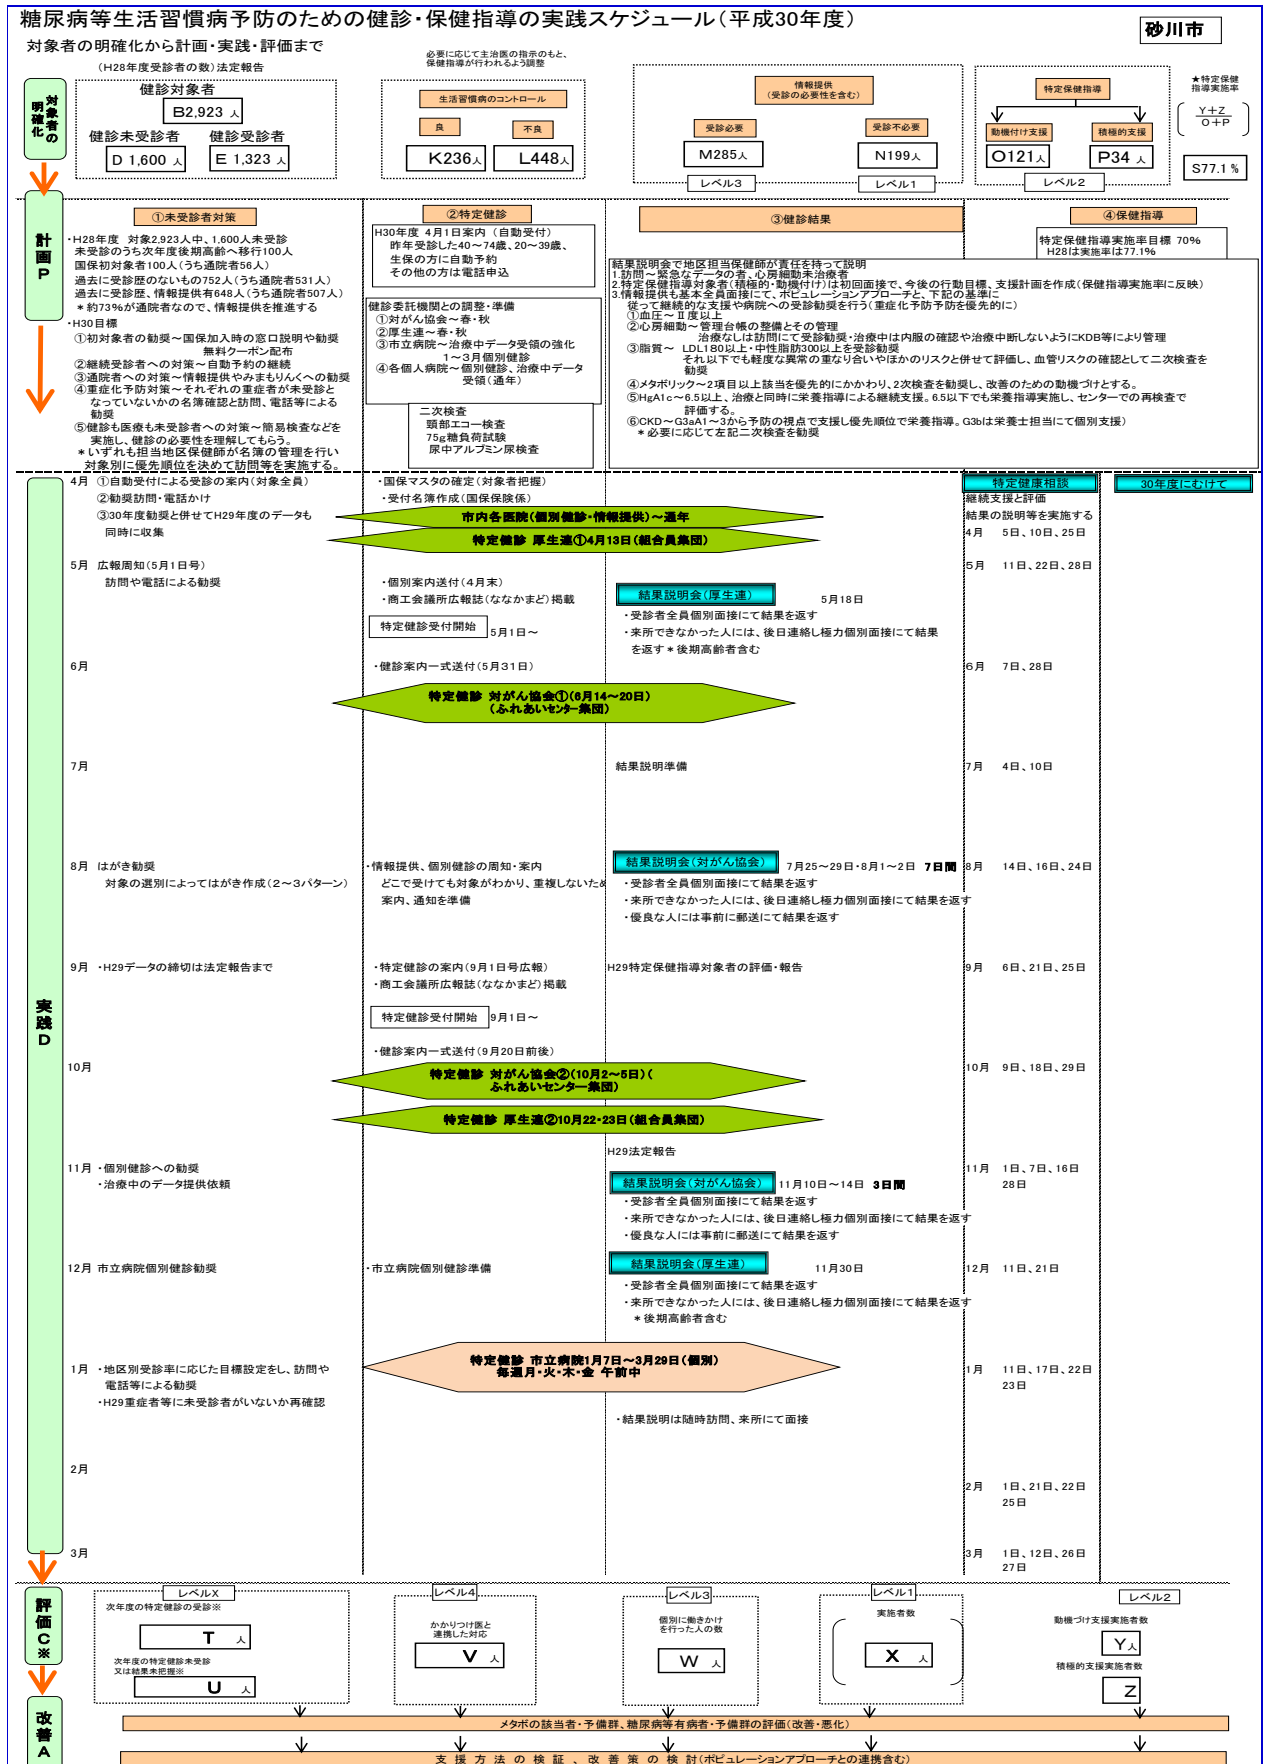 糖尿病等生活習慣病予防のための健診・保健指導の実践スケジュール(平成30年度)
砂川市
対象者の明確化から計画・実践・評価まで
対象者の明確化
(H28年度受診者の数)法定報告
健診対象者
B2,923 人
健診未受診者
健診受診者
D 1,600 人
E 1,323 人
必要に応じて主治医の指示のもと、
保健指導が行われるよう調整
生活習慣病のコントロール
良
不良
K236人
L448人
情報提供
(受診の必要性を含む)
受診必要
受診不必要
M285人
N199人
レベル3
レベル1
特定保健指導
動機付け支援
積極的支援
O121人
P34 人
レベル2
★特定保健
指導実施率
Y+Z
O+P
S77.1 %
計画P
①未受診者対策
・H28年度 対象2,923人中、1,600人未受診
未受診のうち次年度後期高齢へ移行100人
国保初対象者100人(うち通院者56人)
過去に受診歴のないもの752人(うち通院者531人)
過去に受診歴、情報提供有648人(うち通院者507人)
*約73%が通院者なので、情報提供を推進する
・H30目標
①初対象者の勧奨~国保加入時の窓口説明や勧奨
無料クーポン配布
②継続受診者への対策~自動予約の継続
③通院者への対策~情報提供やみまもりんくへの勧奨
④重症化予防対策~それぞれの重症者が未受診と
なっていないかの名簿確認と訪問、電話等による
勧奨
⑤健診も医療も未受診者への対策~簡易検査などを
実施し、健診の必要性を理解してもらう。
*いずれも担当地区保健師が名簿の管理を行い
対象別に優先順位を決めて訪問等を実施する。
②特定健診
H30年度 4月1日案内(自動受付)
昨年受診した40~74歳、20~39歳、
生保の方に自動予約
その他の方は電話申込
健診委託機関との調整・準備
①対がん協会~春・秋
②厚生連~春・秋
③市立病院~治療中データ受領の強化
1~3月個別健診
④各個人病院~個別健診、治療中データ
受領(通年)
二次検査
頸部エコー検査
75g糖負荷試験
尿中アルブミン尿検査
③健診結果
④保健指導
特定保健指導実施率目標 70%
H28は実施率は77.1%
結果説明会で地区担当保健師が責任を持って説明
1.訪問~緊急なデータの者、心房細動未治療者
2.特定保健指導対象者(積極的・動機付け)は初回面接で、今後の行動目標、支援計画を作成(保健指導実施率に反映)
3.情報提供も基本全員面接にて、ポピュレーションアプローチと、下記の基準に
従って継続的な支援や病院への受診勧奨を行う(重症化予防予防を優先的に)
①血圧~Ⅱ度以上
②心房細動~管理台帳の整備とその管理
治療なしは訪問にて受診勧奨・治療中は内服の確認や治療中断しないようにKDB等により管理
③脂質~ LDL180以上・中性脂肪300以上を受診勧奨
それ以下でも軽度な異常の重なり合いやほかのリスクと併せて評価し、血管リスクの確認として二次検査を
勧奨
④メタボリック~2項目以上該当を優先的にかかわり、2次検査を勧奨し、改善のための動機づけとする。
⑤HgA1c~6.5以上、治療と同時に栄養指導による継続支援。6.5以下でも栄養指導実施し、センターでの再検査で
評価する。
⑥CKD~G3aA1~3から予防の視点で支援し優先順位で栄養指導。G3bは栄養士担当にて個別支援)
*必要に応じて左記二次検査を勧奨
実践D
4月 ①自動受付による受診の案内(対象全員)
②勧奨訪問・電話かけ
③30年度勧奨と併せてH29年度のデータも
同時に収集
・国保マスタの確定(対象者把握)
・受付名簿作成(国保保険係)
市内各医院(個別健診・情報提供)~通年
特定健診 厚生連①4月13日(組合員集団)
特定健康相談
30年度にむけて
継続支援と評価
結果の説明等を実施する
4月 5日、10日、25日
5月 広報周知(5月1日号)
訪問や電話による勧奨
・個別案内送付(4月末)
・商工会議所広報誌(ななかまど)掲載
特定健診受付開始 5月1日~
結果説明会(厚生連) 5月18日
・受診者全員個別面接にて結果を返す
・来所できなかった人には、後日連絡し極力個別面接にて結果
を返す*後期高齢者含む
5月 11日、22日、28日
6月
・健診案内一式送付(5月31日)
特定健診 対がん協会①(6月14~20日)
(ふれあいセンター集団)
6月 7日、28日
7月
結果説明準備
7月 4日、10日
8月 はがき勧奨
対象の選別によってはがき作成(2~3パターン)
・情報提供、個別健診の周知・案内
どこで受けても対象がわかり、重複しないため
案内、通知を準備
結果説明会(対がん協会) 7月25~29日・8月1~2日 7日間
・受診者全員個別面接にて結果を返す
・来所できなかった人には、後日連絡し極力個別面接にて結果を返す
・優良な人には事前に郵送にて結果を返す
8月 14日、16日、24日
9月 ・H29データの締切は法定報告まで
・特定健診の案内(9月1日号広報)
・商工会議所広報誌(ななかまど)掲載
特定健診受付開始 9月1日~
・健診案内一式送付(9月20日前後)
H29特定保健指導対象者の評価・報告
9月 6日、21日、25日
10月
特定健診 対がん協会②(10月2~5日)(
ふれあいセンター集団)
特定健診 厚生連②10月22・23日(組合員集団)
10月 9日、18日、29日
H29法定報告
11月 ・個別健診への勧奨
・治療中のデータ提供依頼
結果説明会(対がん協会) 11月10日~14日 3日間
・受診者全員個別面接にて結果を返す
・来所できなかった人には、後日連絡し極力個別面接にて結果を返す
・優良な人には事前に郵送にて結果を返す
11月 1日、7日、16日
28日
12月 市立病院個別健診勧奨
・市立病院個別健診準備
結果説明会(厚生連) 11月30日
・受診者全員個別面接にて結果を返す
・来所できなかった人には、後日連絡し極力個別面接にて結果を返す
*後期高齢者含む
12月 11日、21日
1月 ・地区別受診率に応じた目標設定をし、訪問や
電話等による勧奨
・H29重症者等に未受診者がいないか再確認
特定健診 市立病院1月7日~3月29日(個別)
毎週月・火・木・金 午前中
・結果説明は随時訪問、来所にて面接
1月 11日、17日、22日
23日
2月
2月 1日、21日、22日
25日
3月
3月 1日、12日、26日
27日
評価C※
レベルX
次年度の特定健診の受診※
T 人
次年度の特定健診未受診
又は結果未把握※
U 人
レベル4
かかりつけ医と
連携した対応
V 人
レベル3
個別に働きかけ
を行った人の数
W 人
レベル1
実施者数
X 人
レベル2
動機づけ支援実施者数
Y人
積極的支援実施者数
Z
改善A
メタボの該当者・予備群、糖尿病等有病者・予備群の評価(改善・悪化)
支援方法の検証、改善策の検討(ポピュレーションアプローチとの連携含む)